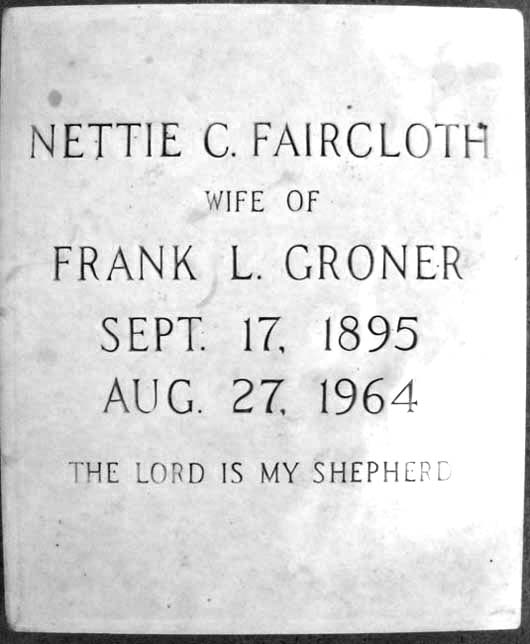 NETTIE C. FAIRCLOTH
WIFE OF
FRANK L. GRONER
SEPT. 17, 1895
AUG. 27, 1964
THE LORD IS MY SHEPHERD